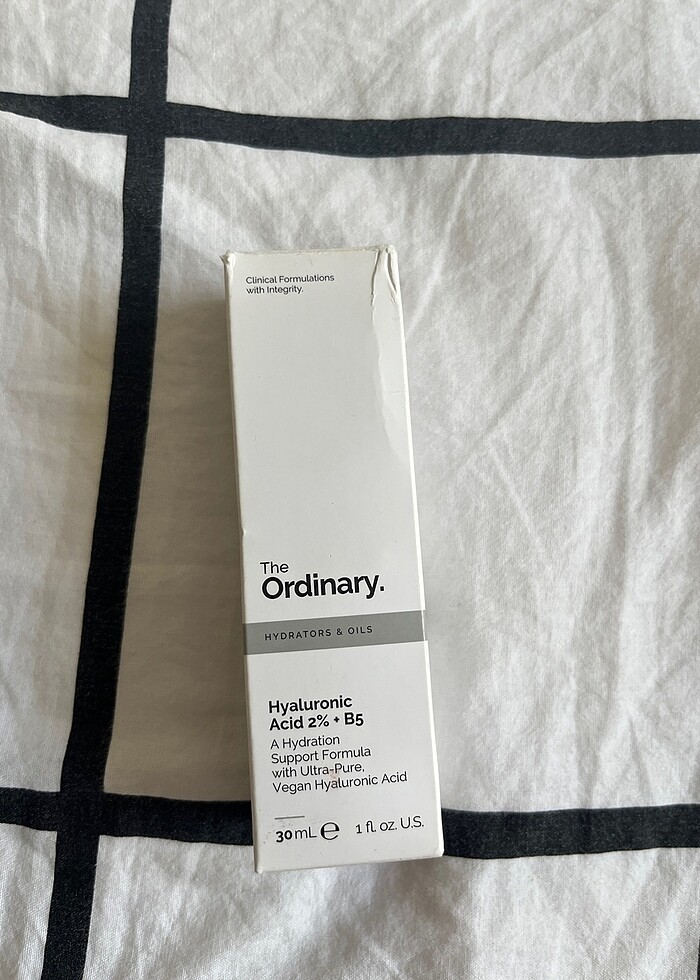 Clinical Formulations
with Integrity.
The
Ordinary.
HYDRATORS & OILS
Hyaluronic
Acid 2% + B5
A Hydration
Support Formula
with Ultra-Pure,
Vegan Hyaluronic Acid
30 mL ℮ 1 fl. oz. U.S.